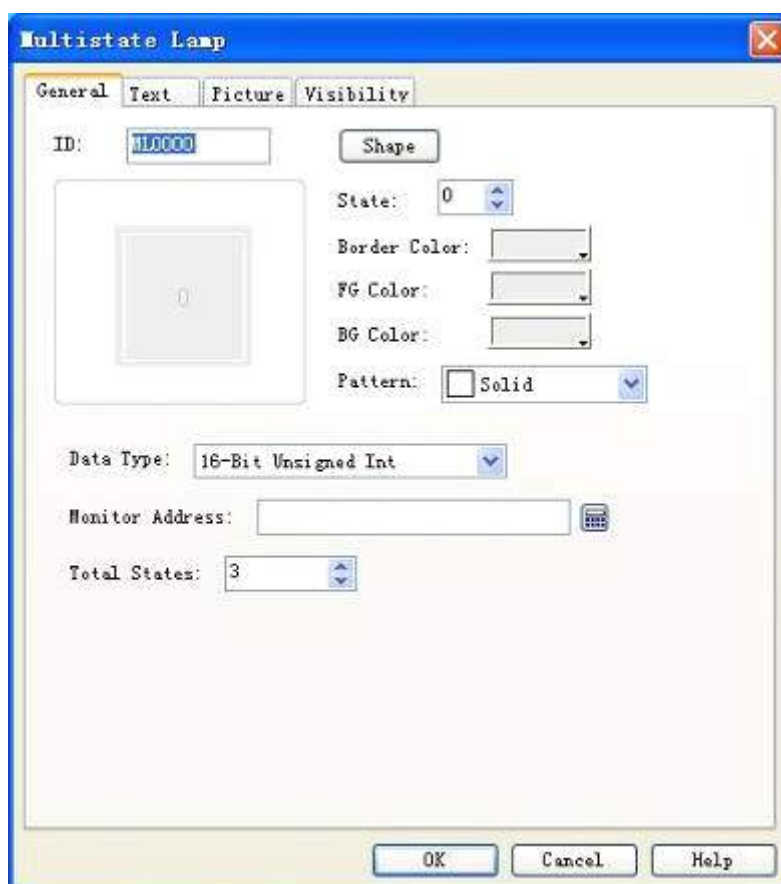 Multistate Lamp
General Text Picture Visibility
ID: ML0000 Shape
State: 0
Border Color:
0 FG Color:
BG Color:
Pattern: Solid
Data Type: 16-Bit Unsigned Int
Monitor Address:
Total States: 3
OK Cancel Help